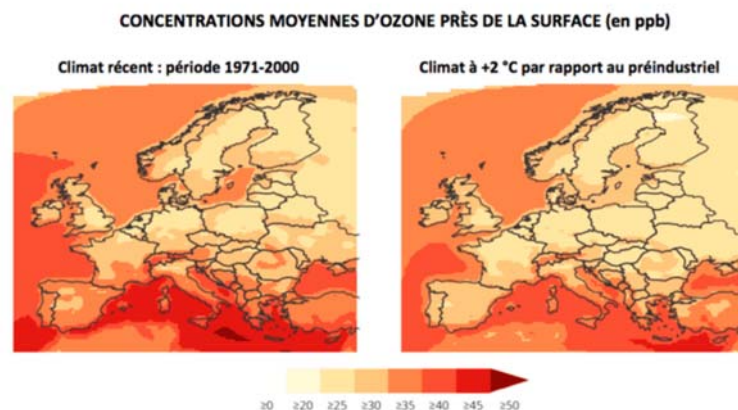 CONCENTRATIONS MOYENNES D'OZONE PRÈS DE LA SURFACE (en ppb)
Climat récent : période 1971-2000
Climat à +2 °C par rapport au préindustriel
≥0 ≥20 ≥25 ≥30 ≥35 ≥40 ≥45 ≥50